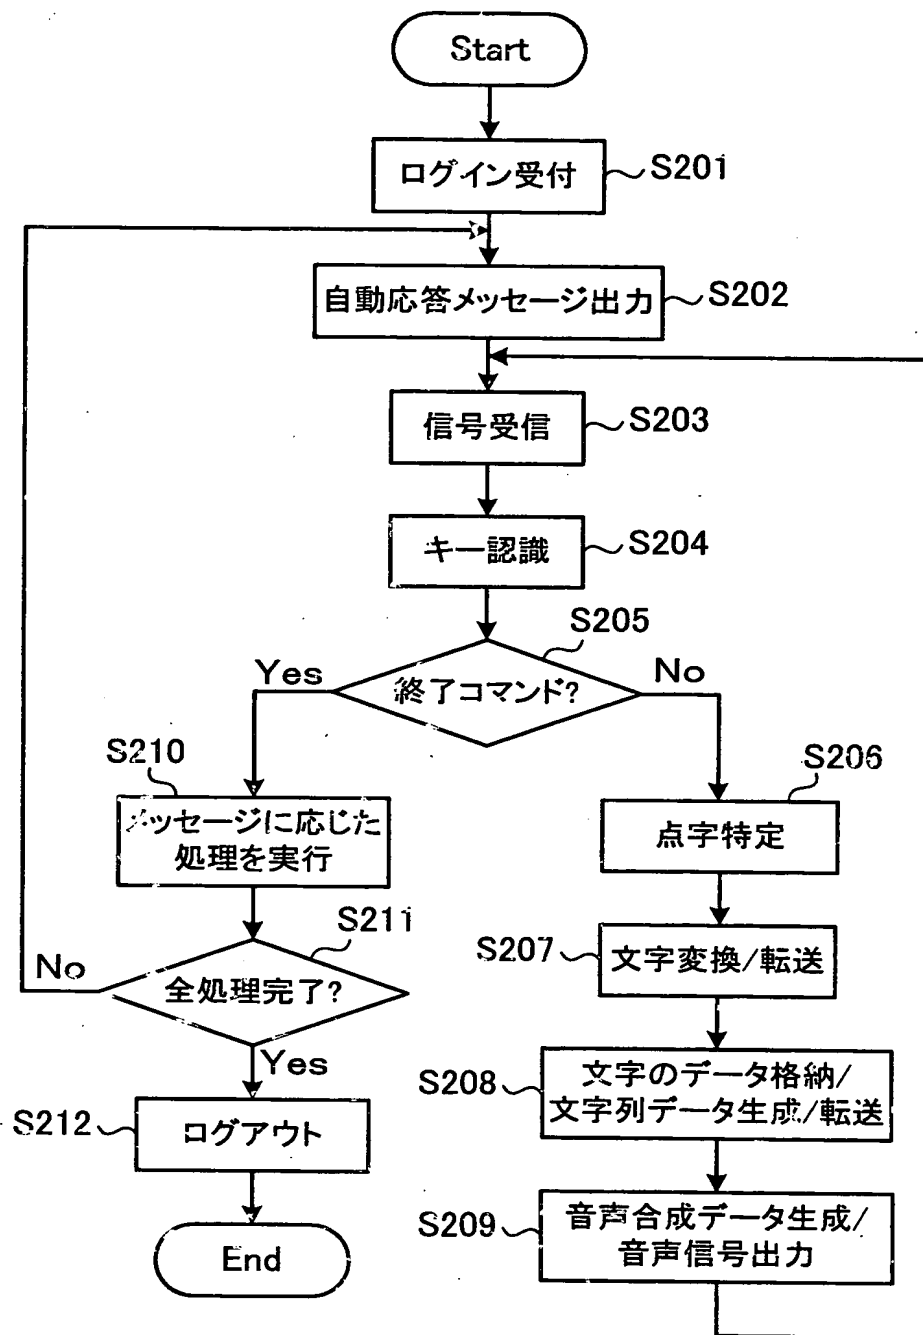 Start
ログイン受付
S201
自動応答メッセージ出力
S202
信号受信
S203
キー認識
S204
S205
終了コマンド?
Yes
No
S210
メッセージに応じた
処理を実行
S211
全処理完了?
No
Yes
S212
ログアウト
End
S206
点字特定
S207
文字変換/転送
S208
文字のデータ格納/
文字列データ生成/転送
S209
音声合成データ生成/
音声信号出力